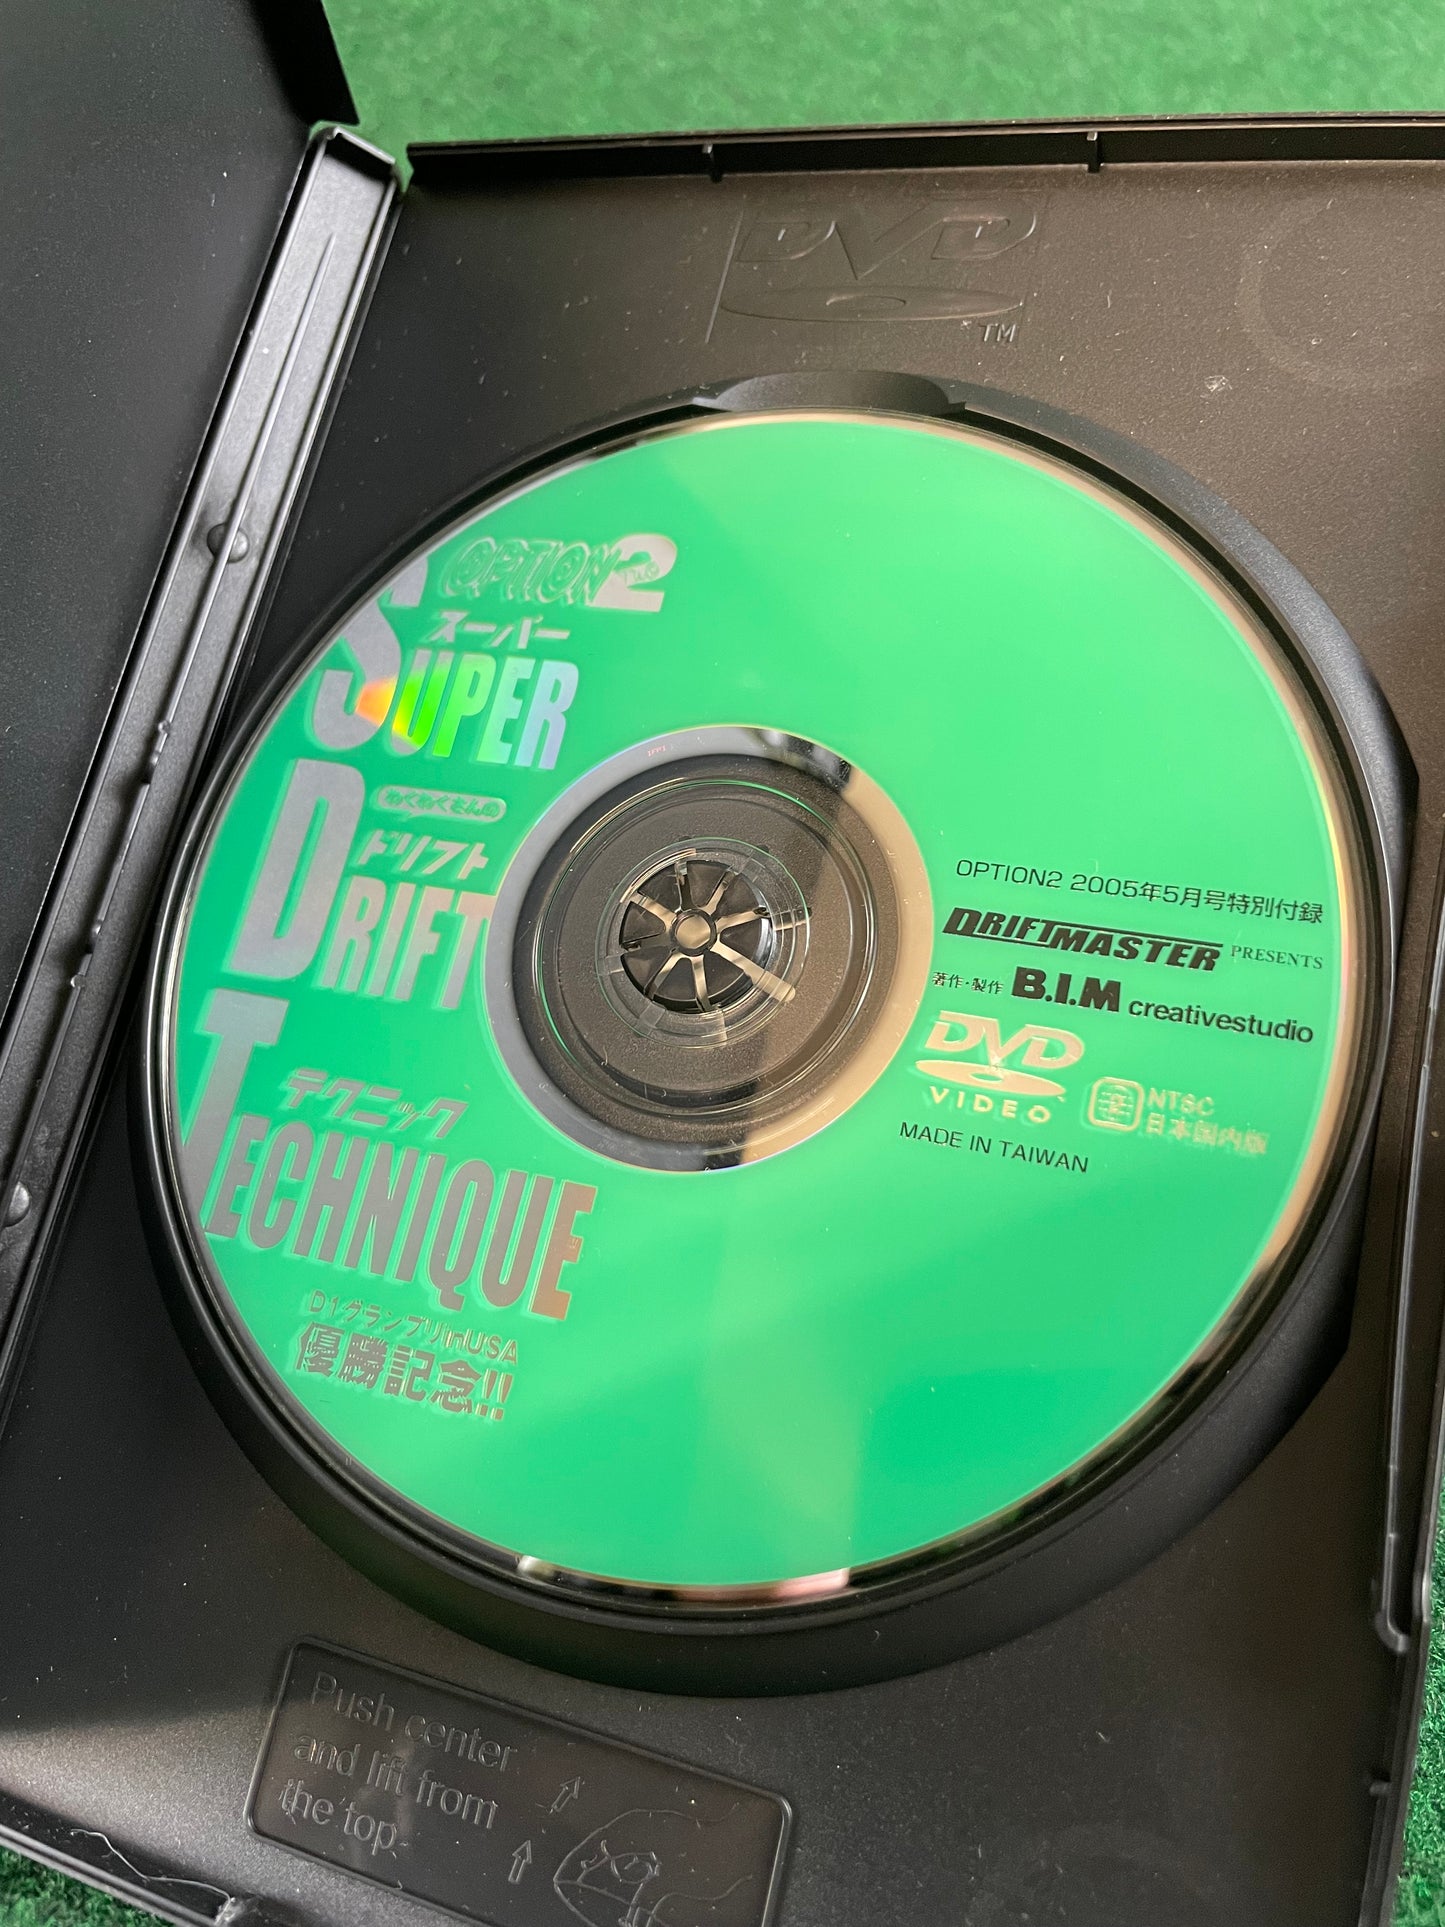 DVD
TM
OPTION2
TWO
スーパー
SUPER
わくわくさんの
ドリフト
DRIFT
テクニック
TECHNIQUE
D1グランプリinUSA
優勝記念!!
IFPI
OPTION2 2005年5月号特別付録
DRIFTMASTER PRESENTS
著作・製作 B.I.M creativestudio
DVD
VIDEO
NTSC
日本国内版
MADE IN TAIWAN
Push center
and lift from
the top